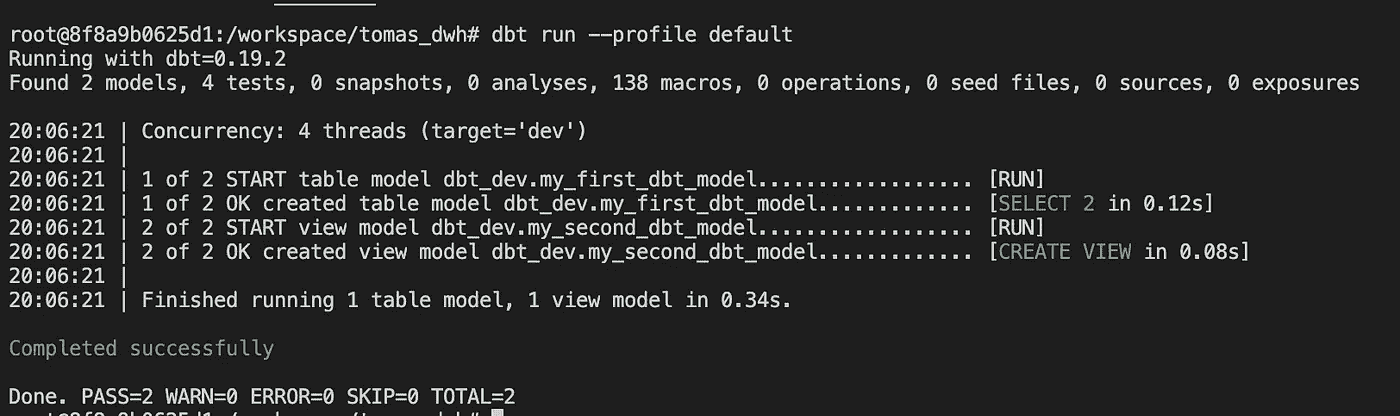 root@8f8a9b0625d1:/workspace/tomas_dwh# dbt run --profile default
Running with dbt=0.19.2
Found 2 models, 4 tests, 0 snapshots, 0 analyses, 138 macros, 0 operations, 0 seed files, 0 sources, 0 exposures
20:06:21 | Concurrency: 4 threads (target='dev')
20:06:21 |
20:06:21 | 1 of 2 START table model dbt_dev.my_first_dbt_model.................. [RUN]
20:06:21 | 1 of 2 OK created table model dbt_dev.my_first_dbt_model............. [SELECT 2 in 0.12s]
20:06:21 | 2 of 2 START view model dbt_dev.my_second_dbt_model.................. [RUN]
20:06:21 | 2 of 2 OK created view model dbt_dev.my_second_dbt_model............. [CREATE VIEW in 0.08s]
20:06:21 |
20:06:21 | Finished running 1 table model, 1 view model in 0.34s.
Completed successfully
Done. PASS=2 WARN=0 ERROR=0 SKIP=0 TOTAL=2